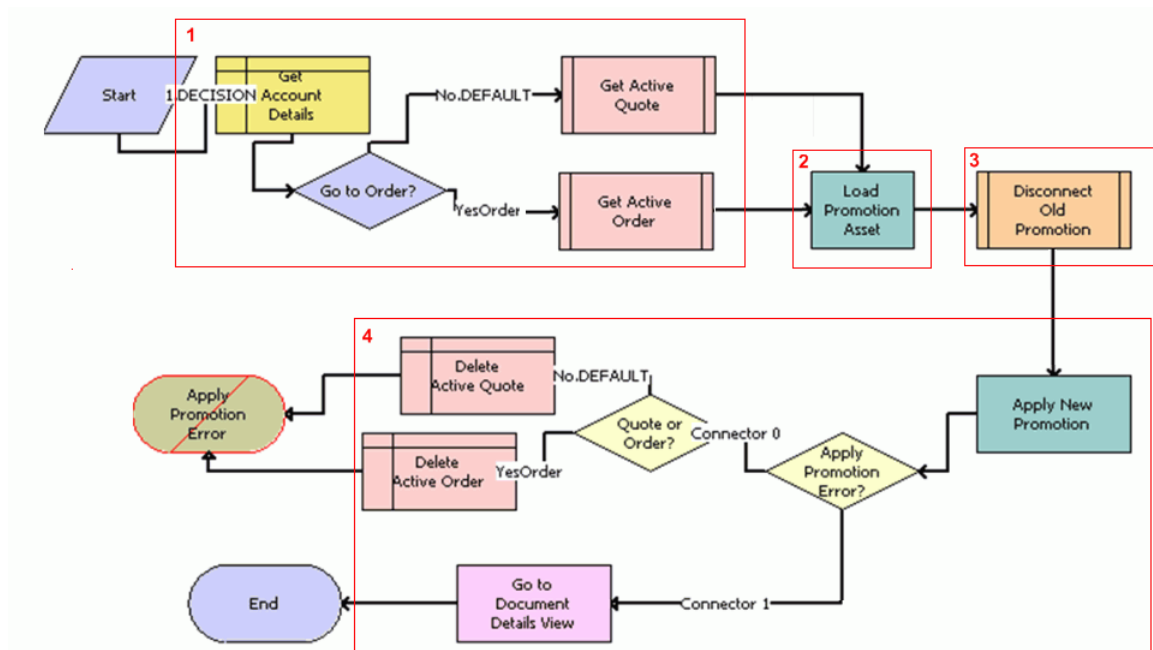 1
Start
1.DECISION
Get
Account
Details
No.DEFAULT
Get Active
Quote
Go to Order?
YesOrder
Get Active
Order
2
Load
Promotion
Asset
3
Disconnect
Old
Promotion
4
Delete
Active Quote
No.DEFAULT
Apply
Promotion
Error
Quote or
Order?
Connector 0
Apply New
Promotion
Delete
Active Order
YesOrder
Apply
Promotion
Error?
End
Go to
Document
Details View
Connector 1